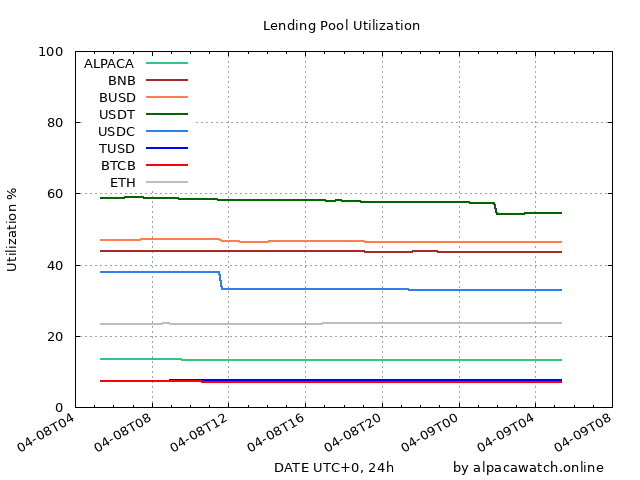 Lending Pool Utilization
100
80
60
40
20
0
Utilization %
ALPACA
BNB
BUSD
USDT
USDC
TUSD
BTCB
ETH
04-08T04
04-08T08
04-08T12
04-08T16
04-08T20
04-09T00
04-09T04
04-09T08
DATE UTC+0, 24h
by alpacawatch.online